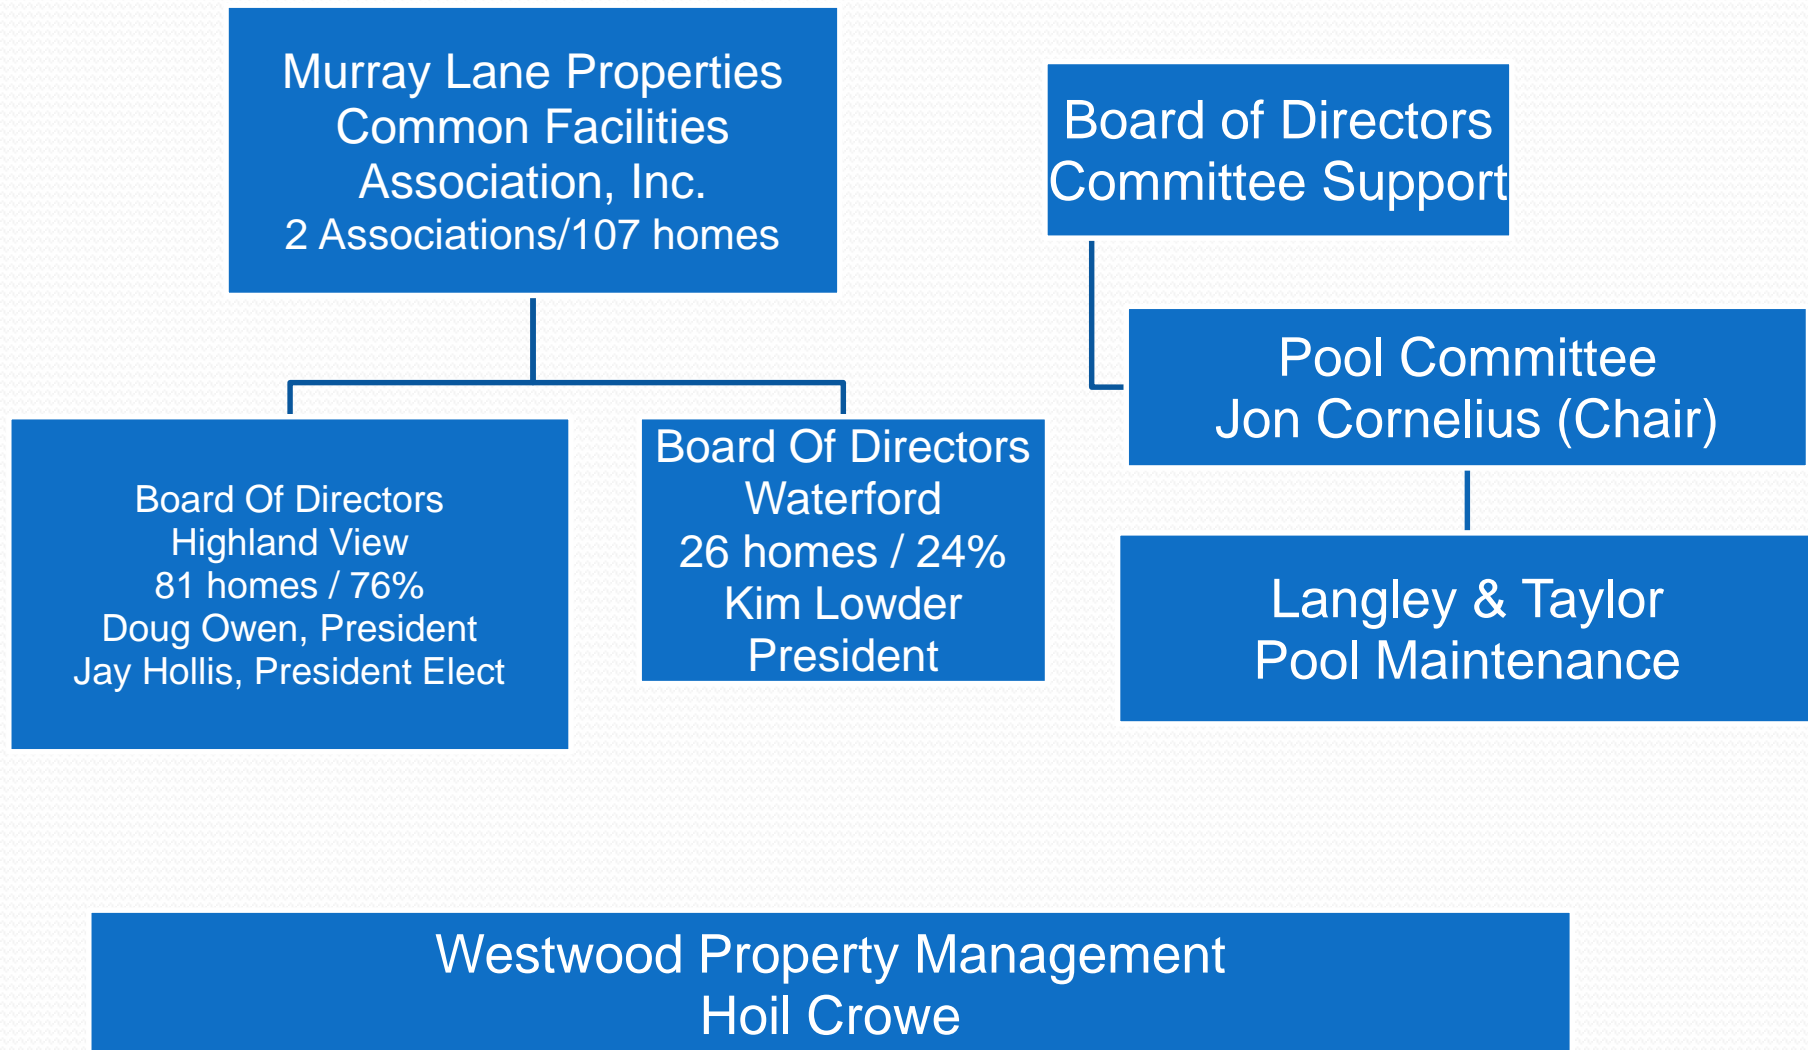 Murray Lane Properties
Common Facilities
Association, Inc.
2 Associations/107 homes
Board Of Directors
Highland View
81 homes / 76%
Doug Owen, President
Jay Hollis, President Elect
Board Of Directors
Waterford
26 homes / 24%
Kim Lowder
President
Board of Directors
Committee Support
Pool Committee
Jon Cornelius (Chair)
Langley & Taylor
Pool Maintenance
Westwood Property Management
Hoil Crowe